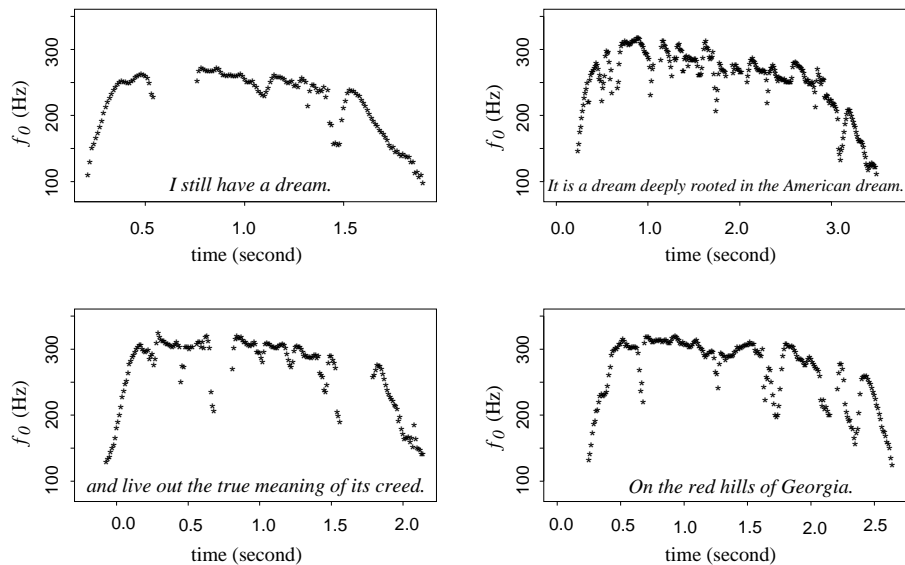 300
200
100
f0 (Hz)
I still have a dream.
0.5 1.0 1.5
time (second)
300
200
100
f0 (Hz)
It is a dream deeply rooted in the American dream.
0.0 1.0 2.0 3.0
time (second)
300
200
100
f0 (Hz)
and live out the true meaning of its creed.
0.0 0.5 1.0 1.5 2.0
time (second)
300
200
100
f0 (Hz)
On the red hills of Georgia.
0.0 0.5 1.0 1.5 2.0 2.5
time (second)